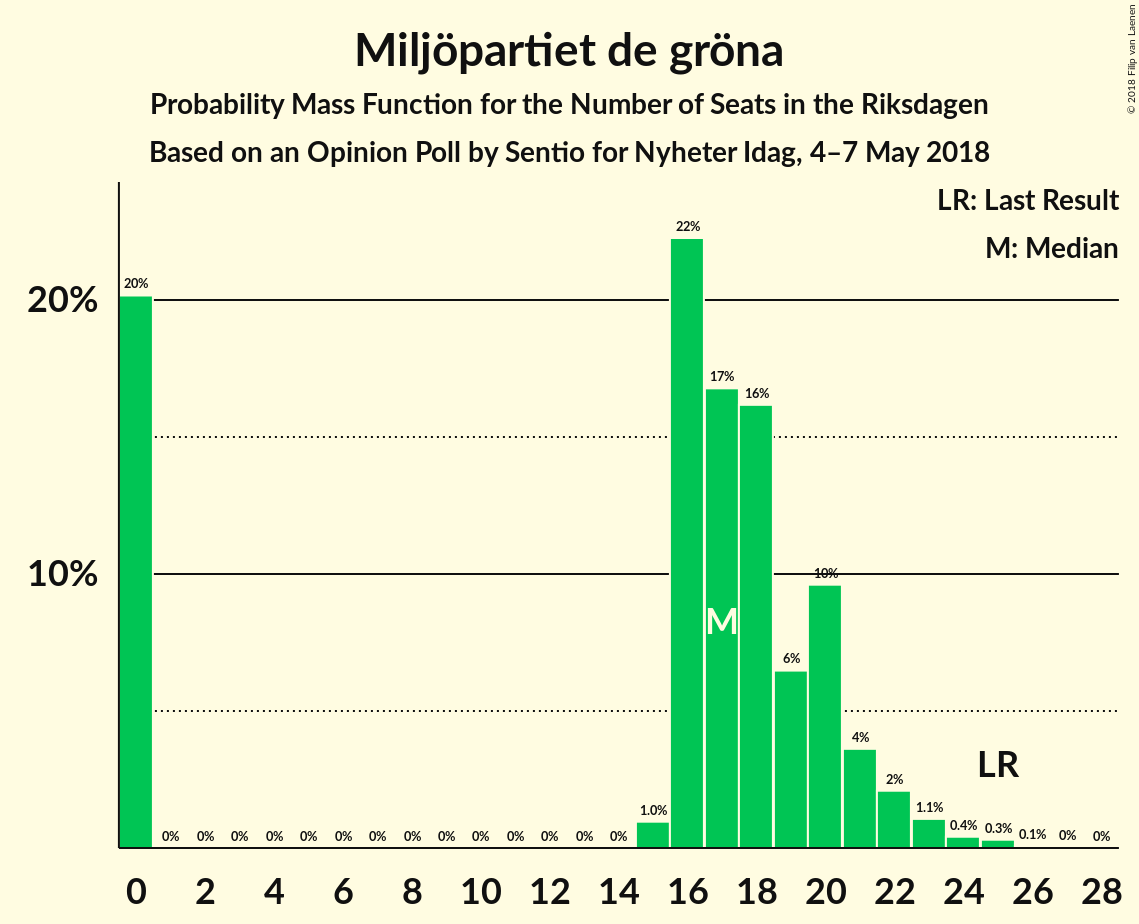 © 2018 Filip van Laenen
Miljöpartiet de gröna
Probability Mass Function for the Number of Seats in the Riksdagen
Based on an Opinion Poll by Sentio for Nyheter Idag, 4–7 May 2018
LR: Last Result
M: Median
22%
20%
20%
17%
16%
10%
10%
M
6%
4%
LR
2%
1.0%
1.1%
0.4%
0.3%
0.1%
0% 0% 0% 0% 0% 0% 0% 0% 0% 0% 0% 0% 0% 0% 0% 0%
0 2 4 6 8 10 12 14 16 18 20 22 24 26 28